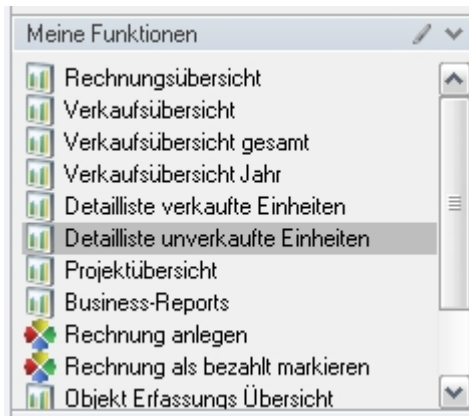 Meine Funktionen
Rechnungsübersicht
Verkaufsübersicht
Verkaufsübersicht gesamt
Verkaufsübersicht Jahr
Detailliste verkaufte Einheiten
Detailliste unverkaufte Einheiten
Projektübersicht
Business-Reports
Rechnung anlegen
Rechnung als bezahlt markieren
Objekt Erfassungs Übersicht